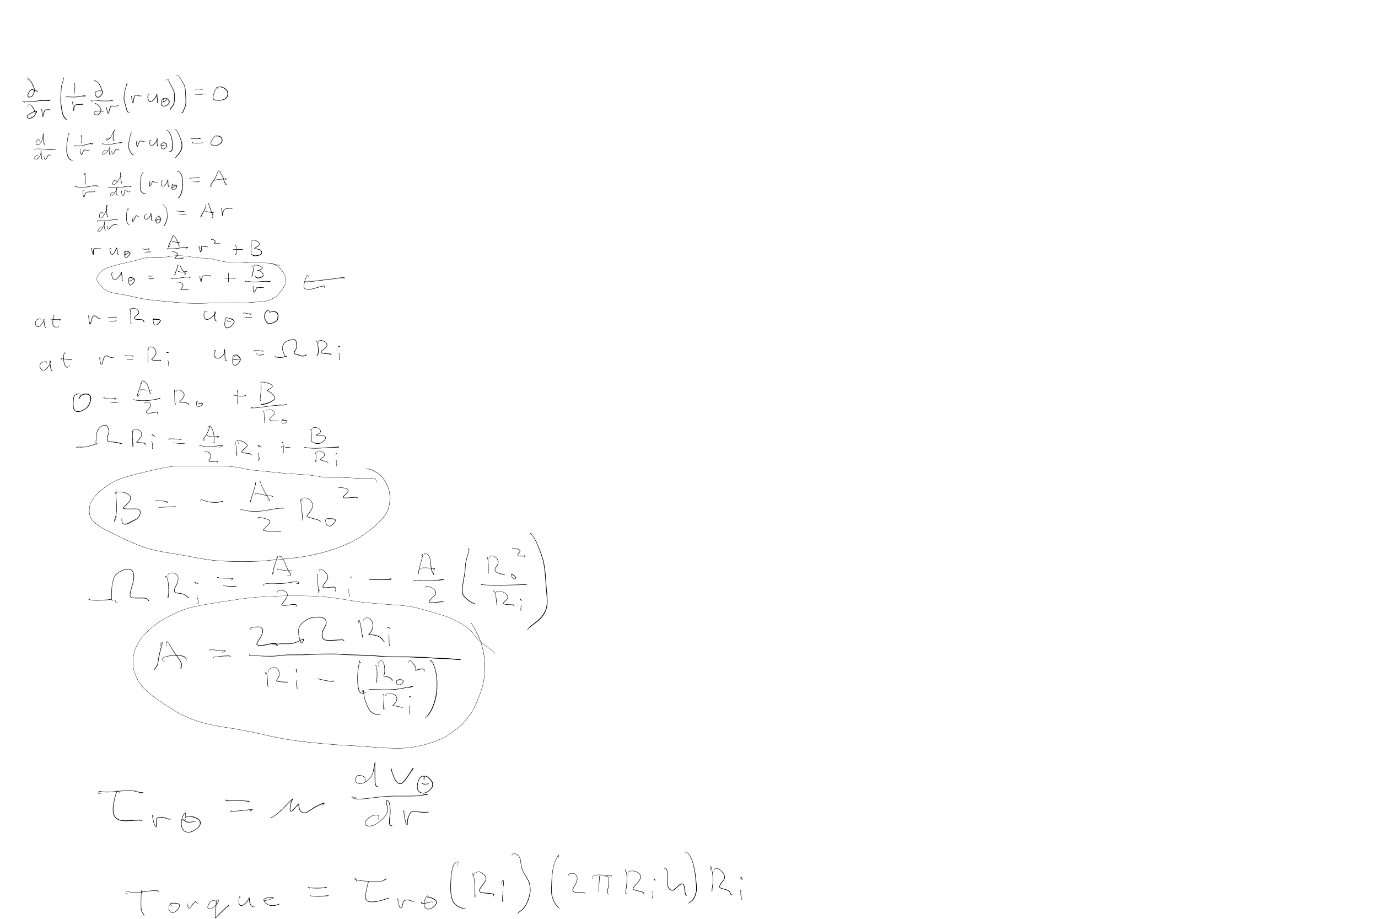 ∂/∂r (1/r ∂/∂r (r u_θ)) = 0
d/dr (1/r d/dr (r u_θ)) = 0
1/r d/dr (r u_θ) = A
d/dr (r u_θ) = A r
r u_θ = A/2 r² + B
u_θ = A/2 r + B/r ←
at r = R_o u_θ = 0
at r = R_i u_θ = Ω R_i
0 = A/2 R_o + B/R_o
Ω R_i = A/2 R_i + B/R_i
B = - A/2 R_o²
Ω R_i = A/2 R_i - A/2 (R_o²/R_i)
A = 2 Ω R_i / (R_i - (R_o²/R_i))
τ_rθ = μ dv_θ/dr
Torque = τ_rθ (R_i) (2π R_i h) R_i